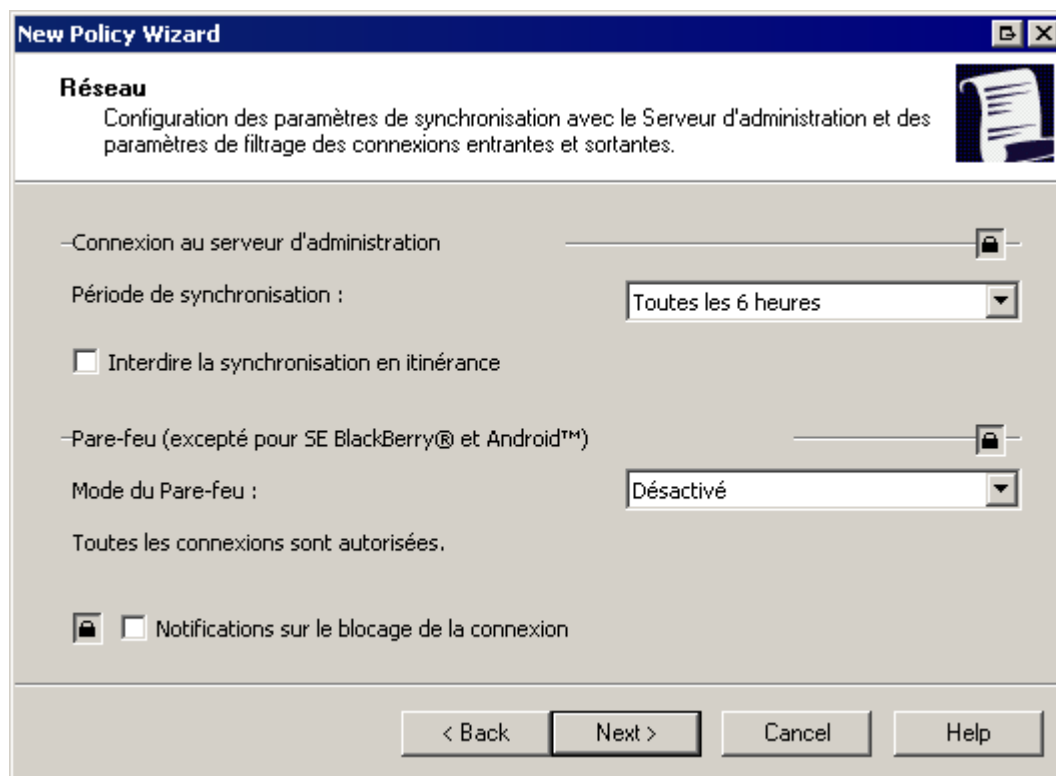 New Policy Wizard
Réseau
Configuration des paramètres de synchronisation avec le Serveur d'administration et des
paramètres de filtrage des connexions entrantes et sortantes.
Connexion au serveur d'administration
Période de synchronisation :
Toutes les 6 heures
Interdire la synchronisation en itinérance
Pare-feu (excepté pour SE BlackBerry® et Android™)
Mode du Pare-feu :
Désactivé
Toutes les connexions sont autorisées.
Notifications sur le blocage de la connexion
< Back
Next >
Cancel
Help